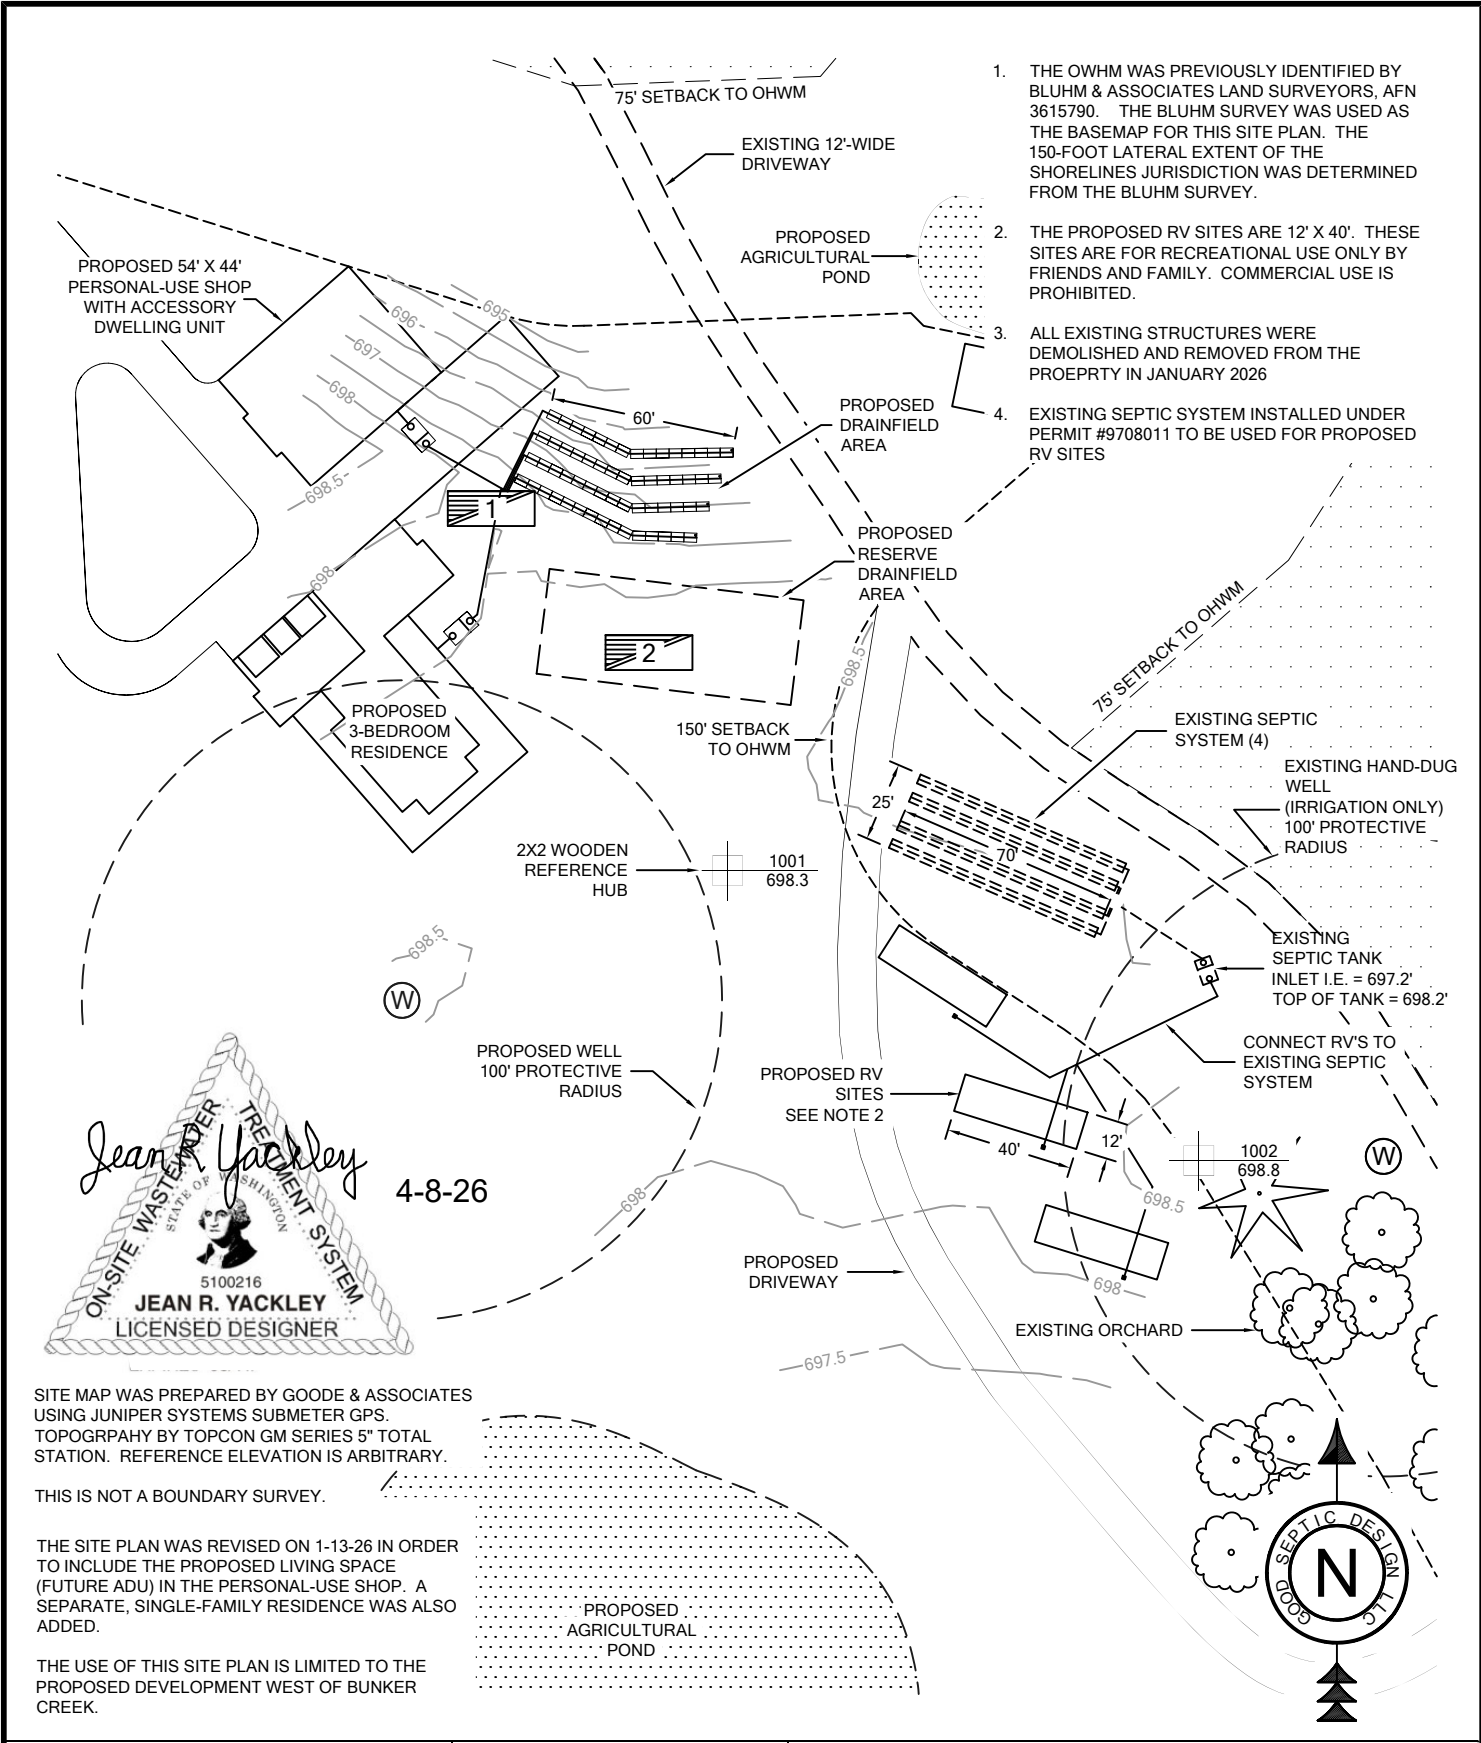 75' SETBACK TO OHWM
EXISTING 12'-WIDE
DRIVEWAY
1. THE OWHM WAS PREVIOUSLY IDENTIFIED BY
BLUHM & ASSOCIATES LAND SURVEYORS, AFN
3615790. THE BLUHM SURVEY WAS USED AS
THE BASEMAP FOR THIS SITE PLAN. THE
150-FOOT LATERAL EXTENT OF THE
SHORELINES JURISDICTION WAS DETERMINED
FROM THE BLUHM SURVEY.
2. THE PROPOSED RV SITES ARE 12' X 40'. THESE
SITES ARE FOR RECREATIONAL USE ONLY BY
FRIENDS AND FAMILY. COMMERCIAL USE IS
PROHIBITED.
3. ALL EXISTING STRUCTURES WERE
DEMOLISHED AND REMOVED FROM THE
PROEPRTY IN JANUARY 2026
4. EXISTING SEPTIC SYSTEM INSTALLED UNDER
PERMIT #9708011 TO BE USED FOR PROPOSED
RV SITES
PROPOSED
AGRICULTURAL
POND
PROPOSED 54' X 44'
PERSONAL-USE SHOP
WITH ACCESSORY
DWELLING UNIT
695
696
697
698
698.5
698
60'
PROPOSED
DRAINFIELD
AREA
1
PROPOSED
RESERVE
DRAINFIELD
AREA
2
698.5
75' SETBACK TO OHWM
PROPOSED
3-BEDROOM
RESIDENCE
150' SETBACK
TO OHWM
EXISTING SEPTIC
SYSTEM (4)
EXISTING HAND-DUG
WELL
(IRRIGATION ONLY)
100' PROTECTIVE
RADIUS
25'
70'
2X2 WOODEN
REFERENCE
HUB
1001
698.3
698.5
W
EXISTING
SEPTIC TANK
INLET I.E. = 697.2'
TOP OF TANK = 698.2'
CONNECT RV'S TO
EXISTING SEPTIC
SYSTEM
PROPOSED WELL
100' PROTECTIVE
RADIUS
PROPOSED RV
SITES
SEE NOTE 2
40'
12'
1002
698.8
W
698.5
698
698
PROPOSED
DRIVEWAY
EXISTING ORCHARD
697.5
Jean R Yackley
4-8-26
ON-SITE WASTEWATER
TREATMENT SYSTEM
STATE OF WASHINGTON
5100216
JEAN R. YACKLEY
LICENSED DESIGNER
SITE MAP WAS PREPARED BY GOODE & ASSOCIATES
USING JUNIPER SYSTEMS SUBMETER GPS.
TOPOGRPAHY BY TOPCON GM SERIES 5" TOTAL
STATION. REFERENCE ELEVATION IS ARBITRARY.
THIS IS NOT A BOUNDARY SURVEY.
THE SITE PLAN WAS REVISED ON 1-13-26 IN ORDER
TO INCLUDE THE PROPOSED LIVING SPACE
(FUTURE ADU) IN THE PERSONAL-USE SHOP. A
SEPARATE, SINGLE-FAMILY RESIDENCE WAS ALSO
ADDED.
THE USE OF THIS SITE PLAN IS LIMITED TO THE
PROPOSED DEVELOPMENT WEST OF BUNKER
CREEK.
PROPOSED
AGRICULTURAL
POND
GOOD SEPTIC DESIGN LLC
N